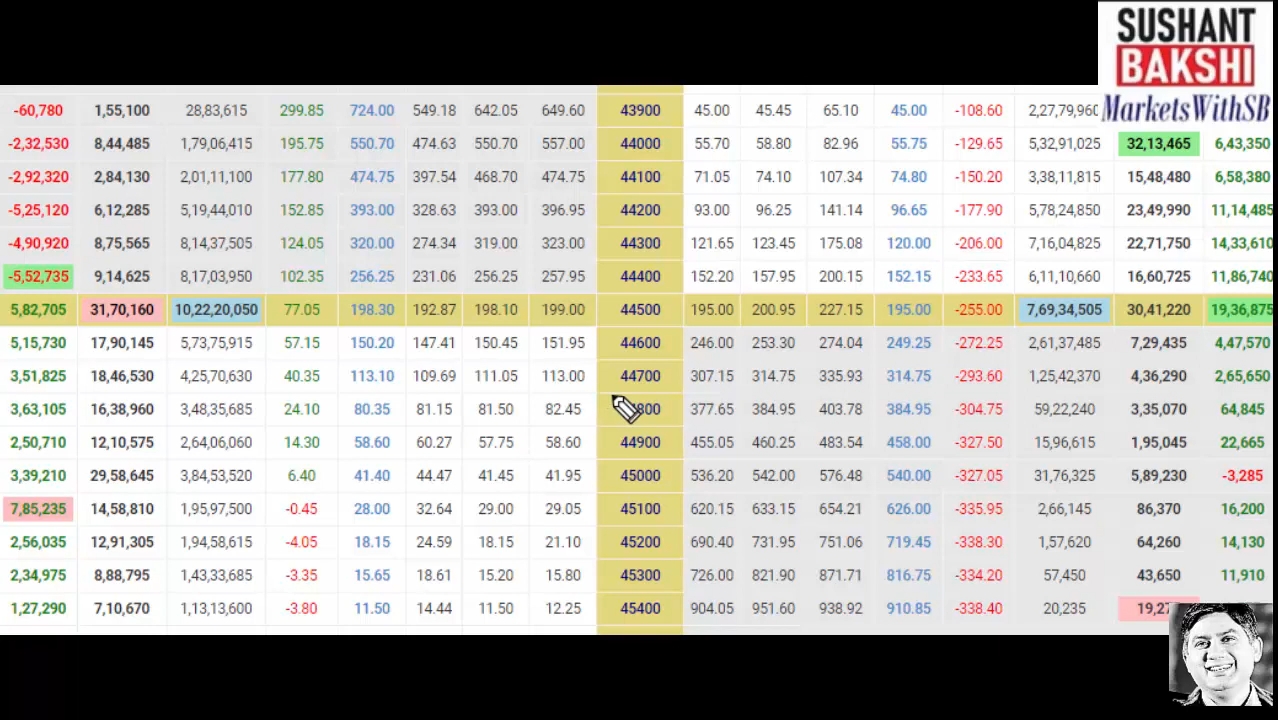 SUSHANT
BAKSHI
MarketsWithSB
-60,780 1,55,100 28,83,615 299.85 724.00 549.18 642.05 649.60 43900 45.00 45.45 65.10 45.00 -108.60 2,27,79,960
-2,32,530 8,44,485 1,79,06,415 195.75 550.70 474.63 550.70 557.00 44000 55.70 58.80 82.96 55.75 -129.65 5,32,91,025 32,13,465 6,43,350
-2,92,320 2,84,130 2,01,11,100 177.80 474.75 397.54 468.70 474.75 44100 71.05 74.10 107.34 74.80 -150.20 3,38,11,815 15,48,480 6,58,380
-5,25,120 6,12,285 5,19,44,010 152.85 393.00 328.63 393.00 396.95 44200 93.00 96.25 141.14 96.65 -177.90 5,78,24,850 23,49,990 11,14,485
-4,90,920 8,75,565 8,14,37,505 124.05 320.00 274.34 319.00 323.00 44300 121.65 123.45 175.08 120.00 -206.00 7,16,04,825 22,71,750 14,33,610
-5,52,735 9,14,625 8,17,03,950 102.35 256.25 231.06 256.25 257.95 44400 152.20 157.95 200.15 152.15 -233.65 6,11,10,660 16,60,725 11,86,740
5,82,705 31,70,160 10,22,20,050 77.05 198.30 192.87 198.10 199.00 44500 195.00 200.95 227.15 195.00 -255.00 7,69,34,505 30,41,220 19,36,875
5,15,730 17,90,145 5,73,75,915 57.15 150.20 147.41 150.45 151.95 44600 246.00 253.30 274.04 249.25 -272.25 2,61,37,485 7,29,435 4,47,570
3,51,825 18,46,530 4,25,70,630 40.35 113.10 109.69 111.05 113.00 44700 307.15 314.75 335.93 314.75 -293.60 1,25,42,370 4,36,290 2,65,650
3,63,105 16,38,960 3,48,35,685 24.10 80.35 81.15 81.50 82.45 800 377.65 384.95 403.78 384.95 -304.75 59,22,240 3,35,070 64,845
2,50,710 12,10,575 2,64,06,060 14.30 58.60 60.27 57.75 58.60 44900 455.05 460.25 483.54 458.00 -327.50 15,96,615 1,95,045 22,665
3,39,210 29,58,645 3,84,53,520 6.40 41.40 44.47 41.45 41.95 45000 536.20 542.00 576.48 540.00 -327.05 31,76,325 5,89,230 -3,285
7,85,235 14,58,810 1,95,97,500 -0.45 28.00 32.64 29.00 29.05 45100 620.15 633.15 654.21 626.00 -335.95 2,66,145 86,370 16,200
2,56,035 12,91,305 1,94,58,615 -4.05 18.15 24.59 18.15 21.10 45200 690.40 731.95 751.06 719.45 -338.30 1,57,620 64,260 14,130
2,34,975 8,88,795 1,43,33,685 -3.35 15.65 18.61 15.20 15.80 45300 726.00 821.90 871.71 816.75 -334.20 57,450 43,650 11,910
1,27,290 7,10,670 1,13,13,600 -3.80 11.50 14.44 11.50 12.25 45400 904.05 951.60 938.92 910.85 -338.40 20,235